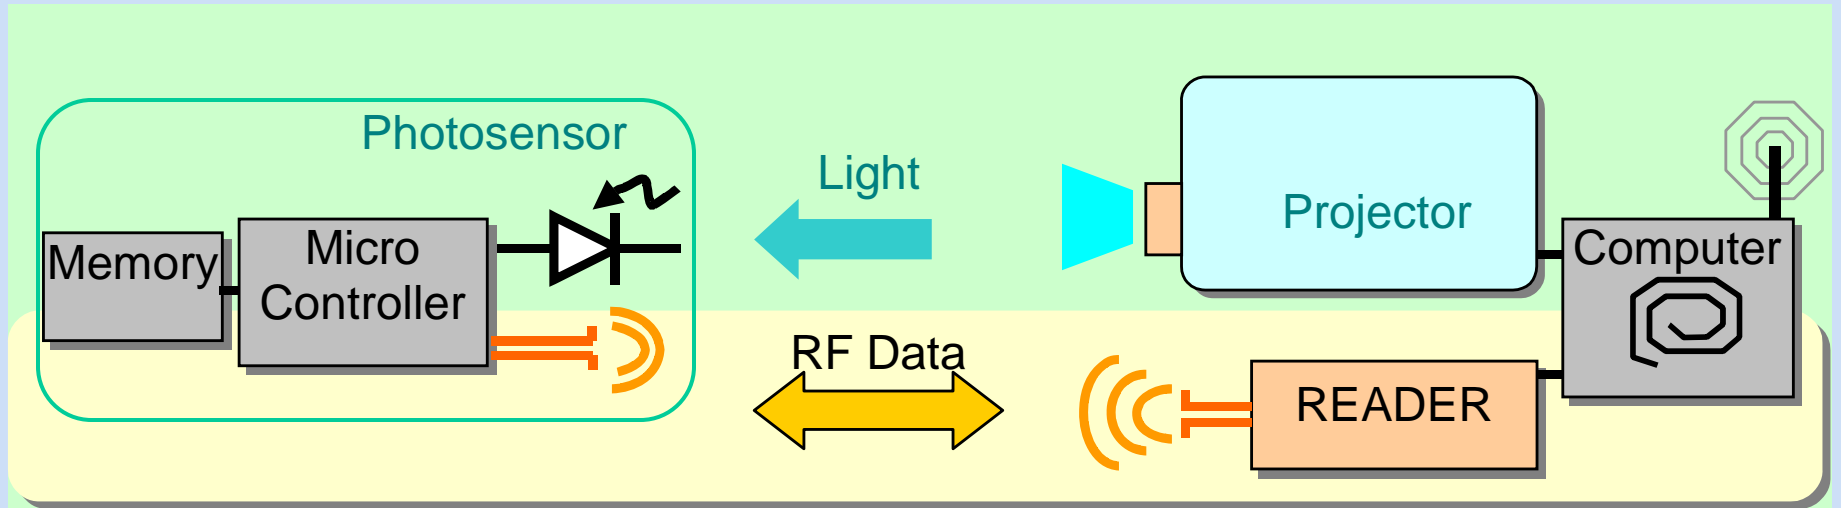 Photosensor
Light
Projector
Memory
Micro
Controller
Computer
RF Data
READER